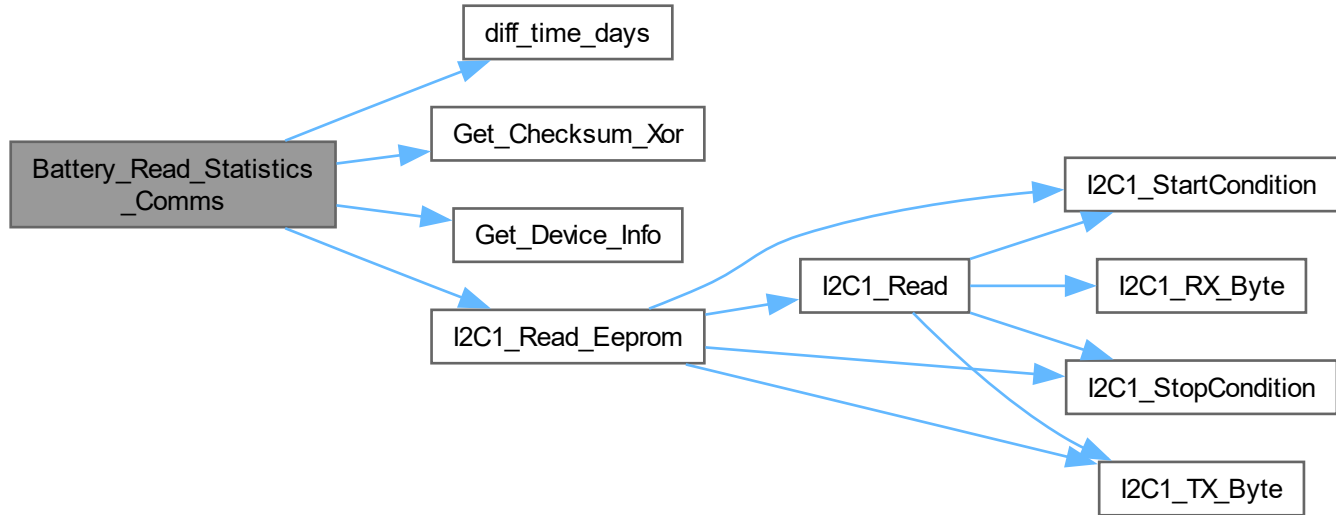 diff_time_days
Get_Checksum_Xor
Battery_Read_Statistics
_Comms
Get_Device_Info
I2C1_Read_Eeprom
I2C1_Read
I2C1_StartCondition
I2C1_RX_Byte
I2C1_StopCondition
I2C1_TX_Byte